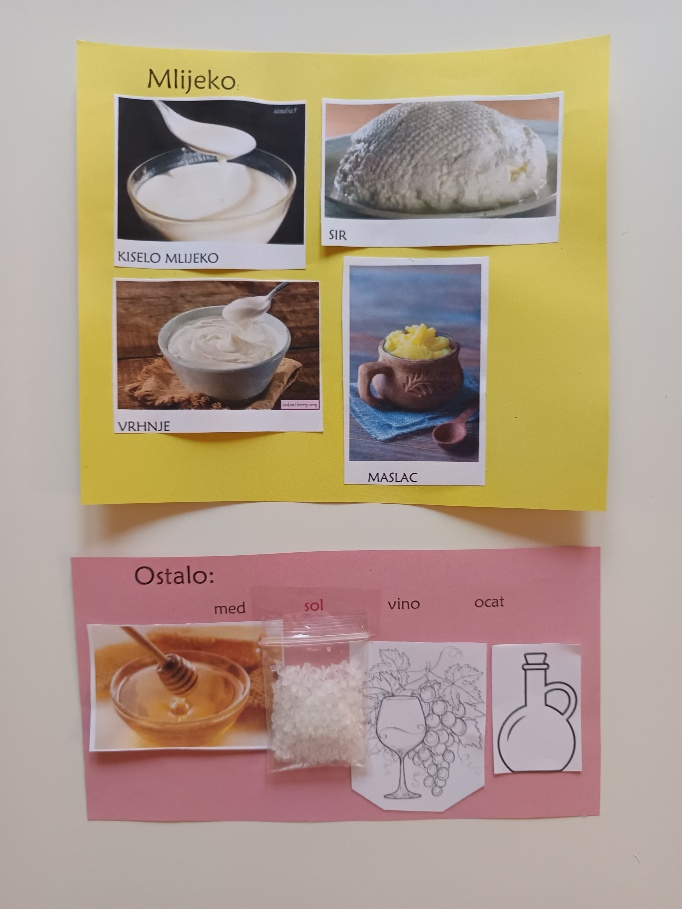 Mlijeko:
KISELO MLIJEKO
SIR
VRHNJE
MASLAC
Ostalo:
med sol vino ocat